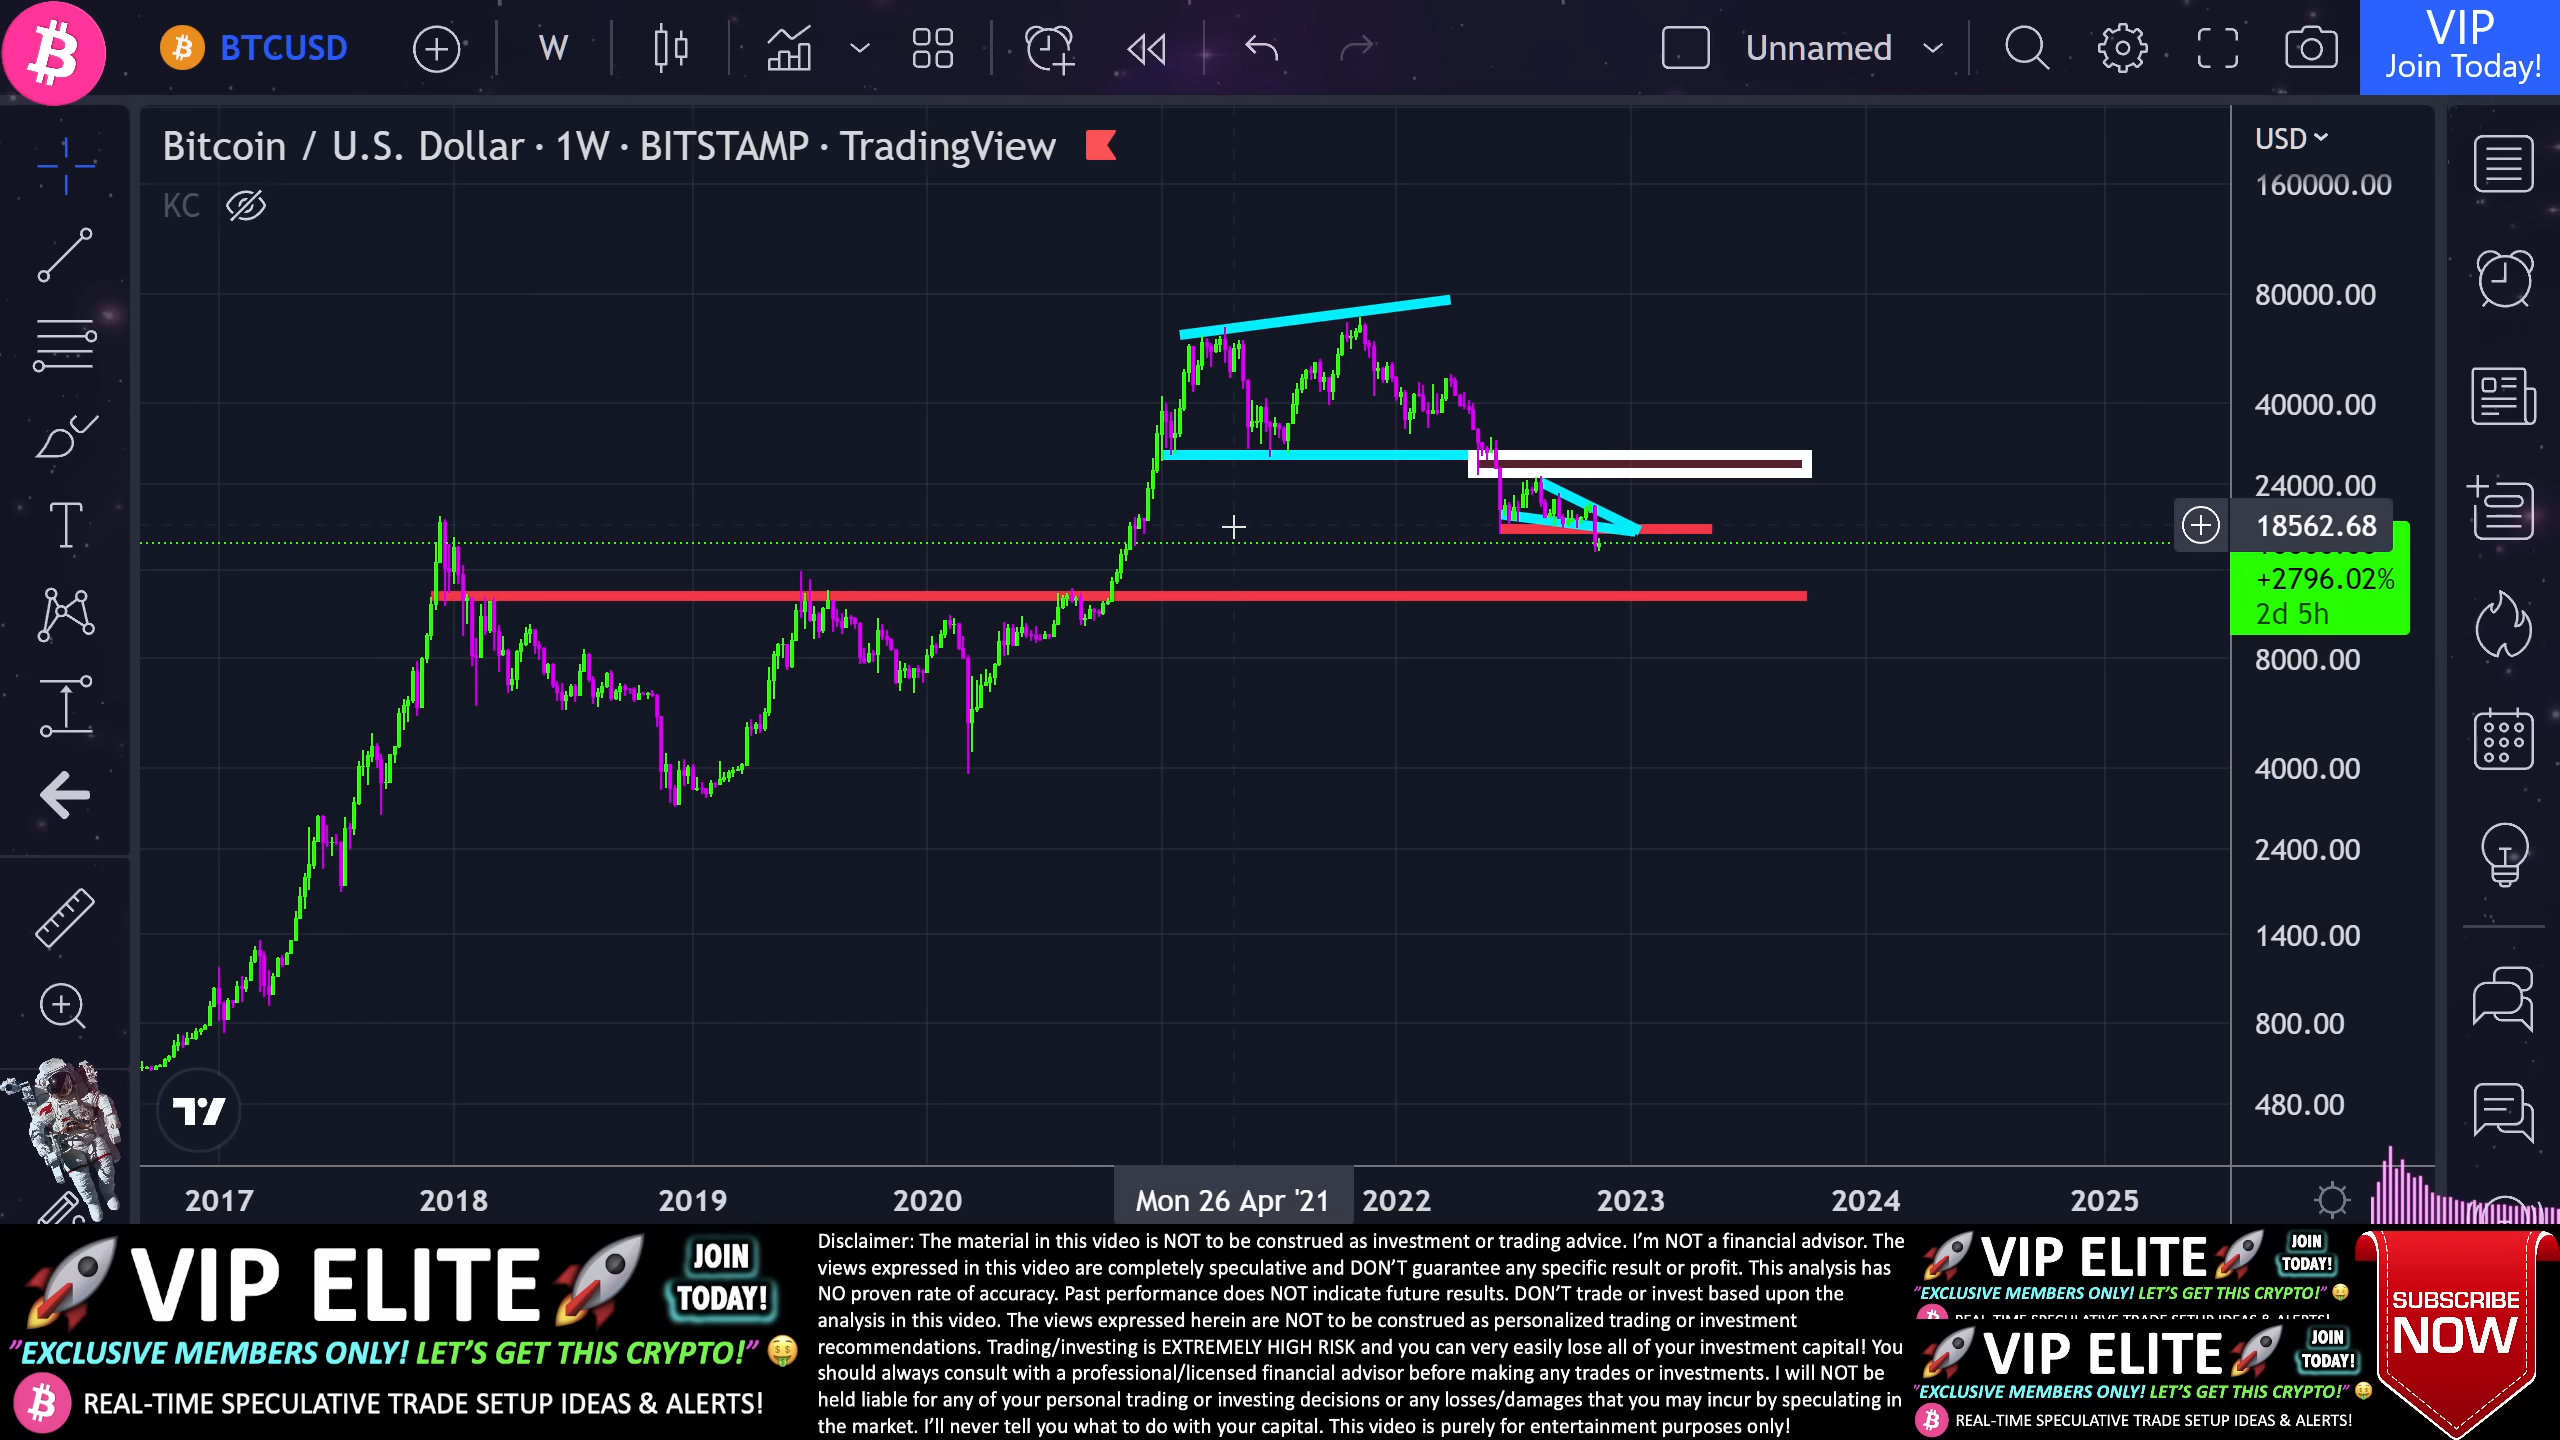 BTCUSD
W
Unnamed
VIP
Join Today!
Bitcoin / U.S. Dollar · 1W · BITSTAMP · TradingView
KC
USD
160000.00
80000.00
40000.00
24000.00
18562.68
+2796.02%
2d 5h
8000.00
4000.00
2400.00
1400.00
800.00
480.00
2017
2018
2019
2020
Mon 26 Apr '21
2022
2023
2024
2025
VIP ELITE
JOIN
TODAY!
"EXCLUSIVE MEMBERS ONLY! LET'S GET THIS CRYPTO!"
REAL-TIME SPECULATIVE TRADE SETUP IDEAS & ALERTS!
Disclaimer: The material in this video is NOT to be construed as investment or trading advice. I'm NOT a financial advisor. The
views expressed in this video are completely speculative and DON'T guarantee any specific result or profit. This analysis has
NO proven rate of accuracy. Past performance does NOT indicate future results. DON'T trade or invest based upon the
analysis in this video. The views expressed herein are NOT to be construed as personalized trading or investment
recommendations. Trading/investing is EXTREMELY HIGH RISK and you can very easily lose all of your investment capital! You
should always consult with a professional/licensed financial advisor before making any trades or investments. I will NOT be
held liable for any of your personal trading or investing decisions or any losses/damages that you may incur by speculating in
the market. I'll never tell you what to do with your capital. This video is purely for entertainment purposes only!
VIP ELITE
JOIN
TODAY!
"EXCLUSIVE MEMBERS ONLY! LET'S GET THIS CRYPTO!"
VIP ELITE
JOIN
TODAY!
"EXCLUSIVE MEMBERS ONLY! LET'S GET THIS CRYPTO!"
REAL-TIME SPECULATIVE TRADE SETUP IDEAS & ALERTS!
SUBSCRIBE
NOW